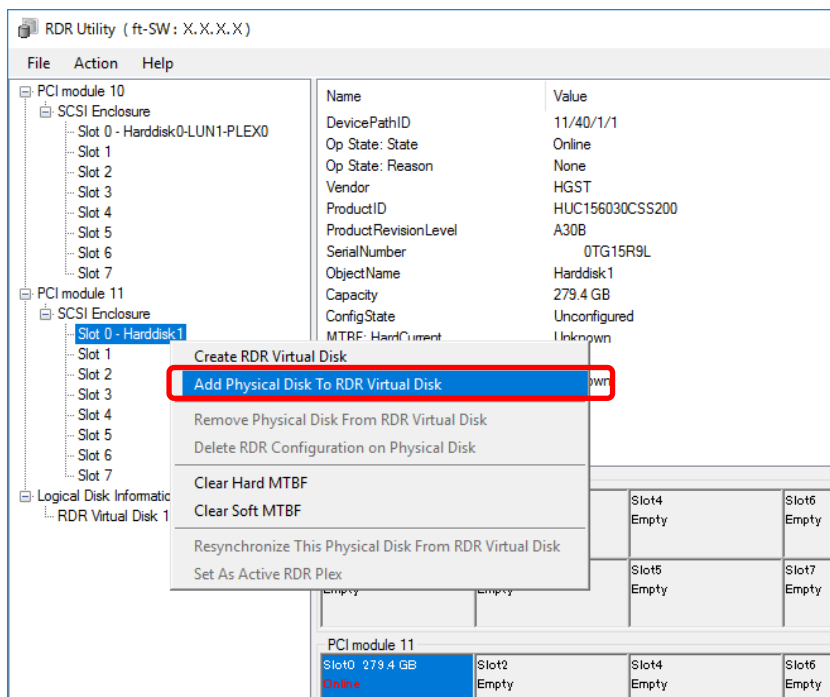 RDR Utility ( ft-SW : X.X.X.X )
File Action Help
PCI module 10
SCSI Enclosure
Slot 0 - Harddisk0-LUN1-PLEX0
Slot 1
Slot 2
Slot 3
Slot 4
Slot 5
Slot 6
Slot 7
PCI module 11
SCSI Enclosure
Slot 0 - Harddisk1
Slot 1
Slot 2
Slot 3
Slot 4
Slot 5
Slot 6
Slot 7
Logical Disk Informatio
RDR Virtual Disk 1
Name Value
DevicePathID 11/40/1/1
Op State: State Online
Op State: Reason None
Vendor HGST
ProductID HUC156030CSS200
ProductRevisionLevel A30B
SerialNumber 0TG15R9L
ObjectName Harddisk1
Capacity 279.4 GB
ConfigState Unconfigured
MTBF: HardCurrent Unknown
own
Create RDR Virtual Disk
Add Physical Disk To RDR Virtual Disk
Remove Physical Disk From RDR Virtual Disk
Delete RDR Configuration on Physical Disk
Clear Hard MTBF
Clear Soft MTBF
Resynchronize This Physical Disk From RDR Virtual Disk
Set As Active RDR Plex
Slot4 Slot6
Empty Empty
Slot5 Slot7
Empty Empty Empty Empty
PCI module 11
Slot0 279.4 GB Slot2 Slot4 Slot6
Online Empty Empty Empty